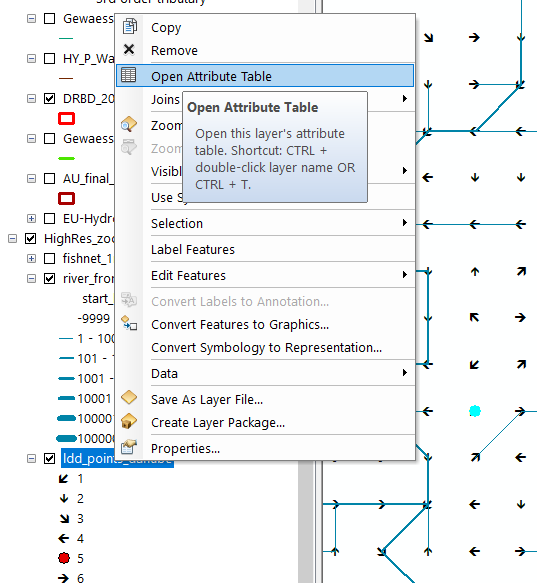 3rd order tributary
Gewaess
HY_P_Wa
DRBD_20
Gewaess
AU_final_
EU-Hydro
HighRes_zoo
fishnet_1
river_fron
start_
-9999
1 - 100
101 -
1001 -
10001
10001
100000
ldd_points_danube
1
2
3
4
5
6
Copy
Remove
Open Attribute Table
Joins
Zoom
Zoom
Visibl
Use Sy
Selection
Label Features
Edit Features
Convert Labels to Annotation...
Convert Features to Graphics...
Convert Symbology to Representation...
Data
Save As Layer File...
Create Layer Package...
Properties...
Open Attribute Table
Open this layer's attribute
table. Shortcut: CTRL +
double-click layer name OR
CTRL + T.